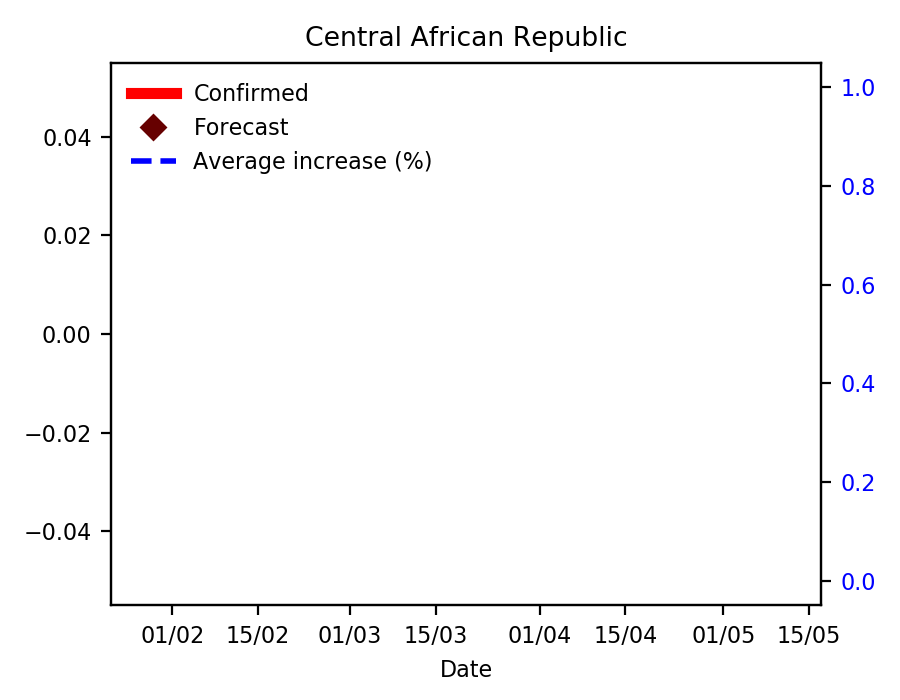 Central African Republic
Confirmed
Forecast
Average increase (%)
0.04
0.02
0.00
−0.02
−0.04
1.0
0.8
0.6
0.4
0.2
0.0
01/02 15/02 01/03 15/03 01/04 15/04 01/05 15/05
Date